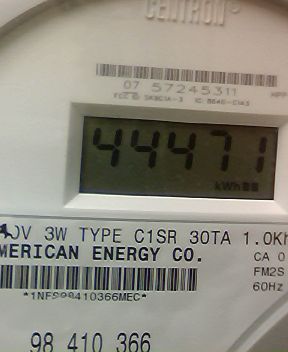 CENTRON®
07 57245311
44471
kWh
V 3W TYPE C1SR 30TA 1.0Kh
MERICAN ENERGY CO.
CA 0
FM2S
60Hz
98 410 366